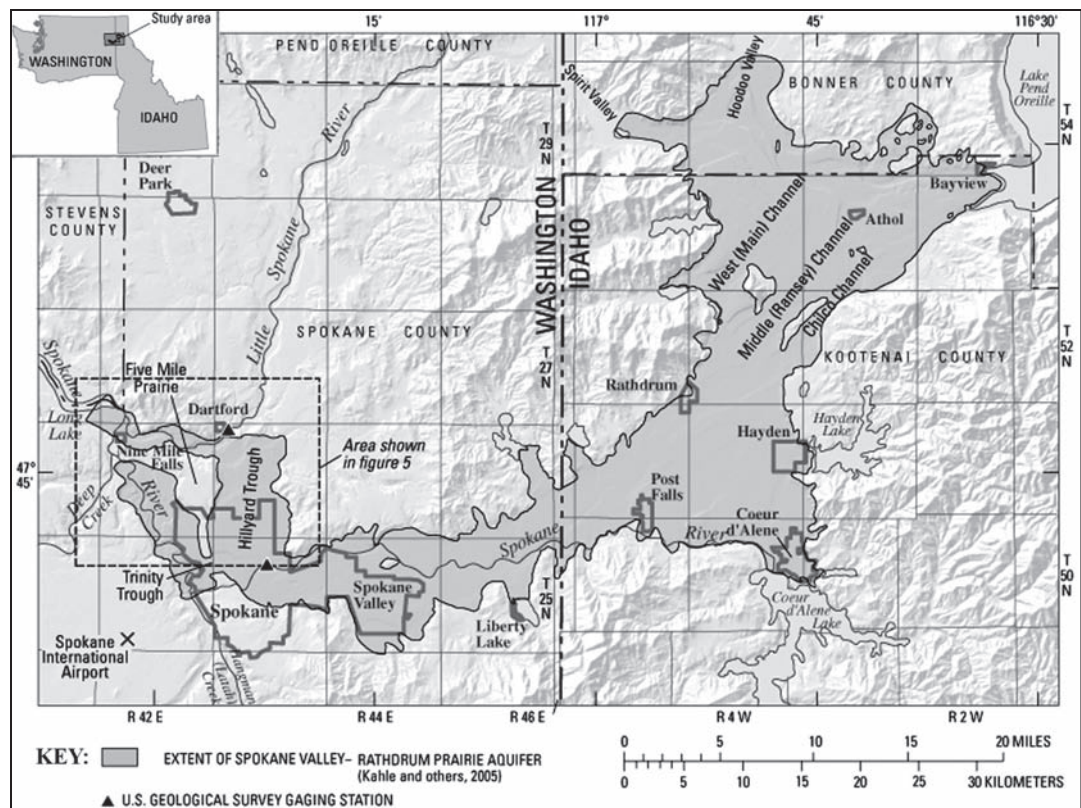 Study area
WASHINGTON
IDAHO
15'
117°
45'
116° 30'
PEND OREILLE COUNTY
BONNER COUNTY
Lake
Pend
Oreille
Spirit Valley
Hoodoo Valley
T
29
N
T
54
N
Deer
Park
River
Bayview
STEVENS
COUNTY
Athol
West (Main) Channel
Middle (Ramsey) Channel
Chilco Channel
WASHINGTON
IDAHO
Spokane
Little
SPOKANE COUNTY
T
27
N
T
52
N
KOOTENAI COUNTY
Spokane
Five Mile
Prairie
Rathdrum
Long
Lake
Dartford
Area shown
in figure 5
Hayden
Lake
Hayden
Nine Mile
Falls
47°
45'
Deep
Creek
River
Hillyard Trough
Post
Falls
Coeur
d'Alene
River
Spokane
T
50
N
Trinity
Trough
Spokane
Spokane
Valley
T
25
N
Liberty
Lake
Coeur
d'Alene
Lake
Spokane
International
Airport
Hangman
(Latah)
Creek
R 42 E
R 44 E
R 46 E
R 4 W
R 2 W
KEY:
EXTENT OF SPOKANE VALLEY– RATHDRUM PRAIRIE AQUIFER
(Kahle and others, 2005)
U.S. GEOLOGICAL SURVEY GAGING STATION
0 5 10 15 20 MILES
0 5 10 15 20 25 30 KILOMETERS